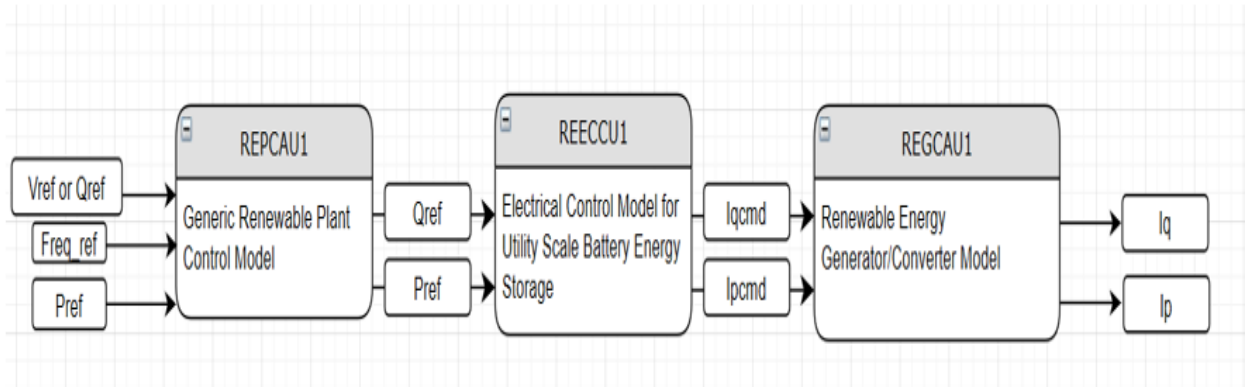 REPCAU1
Generic Renewable Plant
Control Model
Vref or Qref
Freq_ref
Pref
Qref
Pref
REECCU1
Electrical Control Model for
Utility Scale Battery Energy
Storage
Iqcmd
Ipcmd
REGCAU1
Renewable Energy
Generator/Converter Model
Iq
Ip